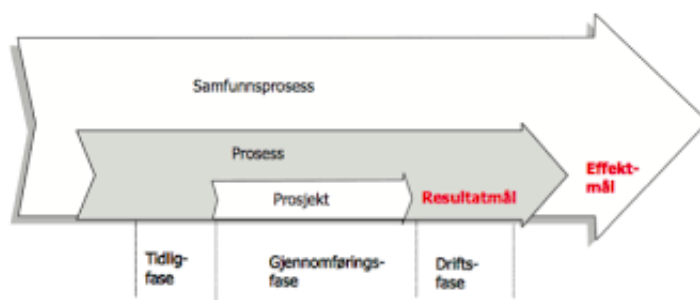 Samfunnsprosess
Prosess
Effekt-
mål
Prosjekt
Resultatmål
Tidlig-
fase
Gjennomførings-
fase
Drifts-
fase